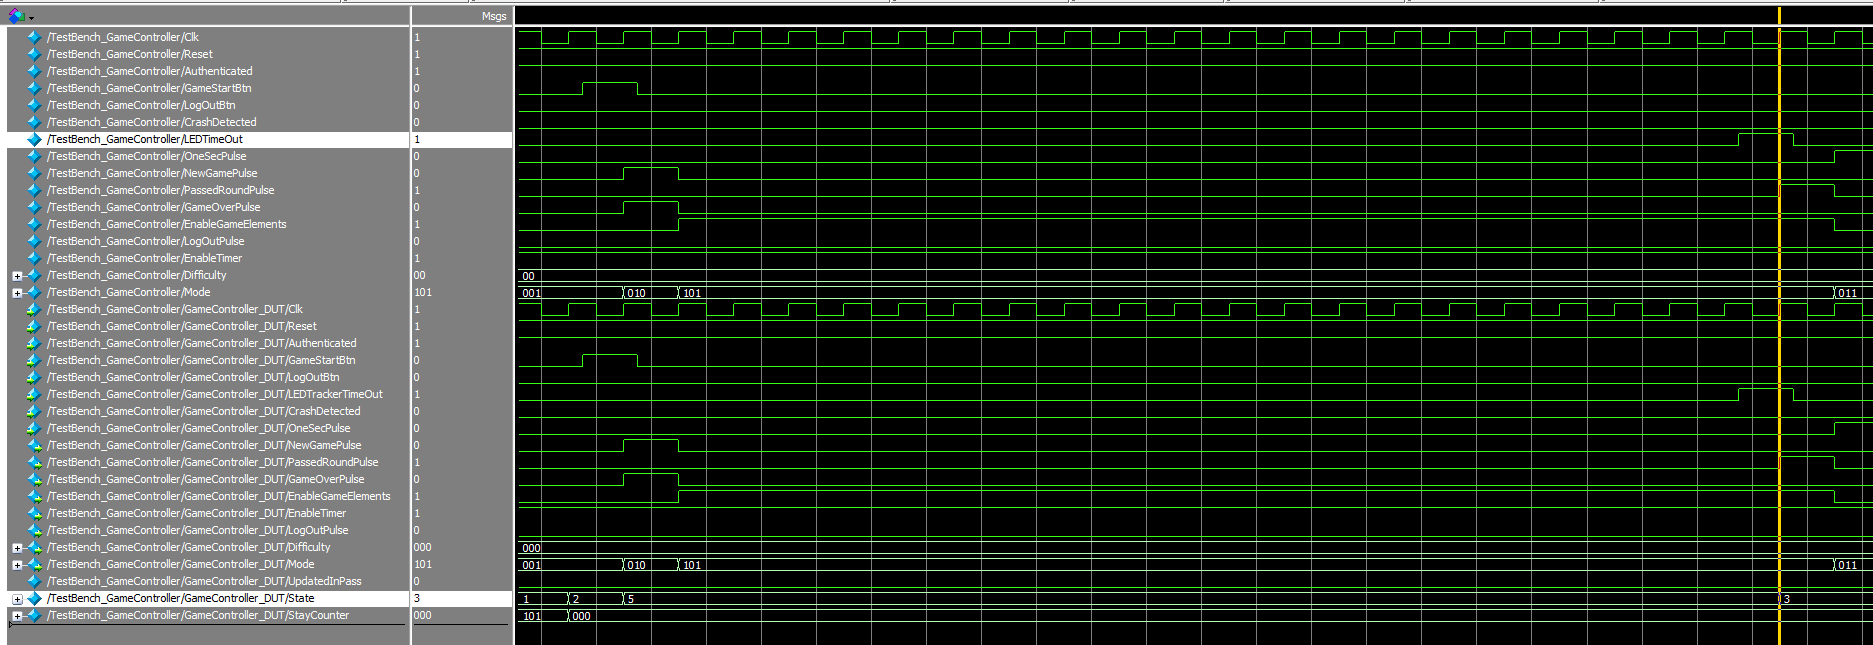 Msgs
/TestBench_GameController/Clk 1
/TestBench_GameController/Reset 1
/TestBench_GameController/Authenticated 1
/TestBench_GameController/GameStartBtn 0
/TestBench_GameController/LogOutBtn 0
/TestBench_GameController/CrashDetected 0
/TestBench_GameController/LEDTimeOut 1
/TestBench_GameController/OneSecPulse 0
/TestBench_GameController/NewGamePulse 0
/TestBench_GameController/PassedRoundPulse 1
/TestBench_GameController/GameOverPulse 0
/TestBench_GameController/EnableGameElements 1
/TestBench_GameController/LogOutPulse 0
/TestBench_GameController/EnableTimer 1
/TestBench_GameController/Difficulty 00 00
/TestBench_GameController/Mode 101 001 010 101 011
/TestBench_GameController/GameController_DUT/Clk 1
/TestBench_GameController/GameController_DUT/Reset 1
/TestBench_GameController/GameController_DUT/Authenticated 1
/TestBench_GameController/GameController_DUT/GameStartBtn 0
/TestBench_GameController/GameController_DUT/LogOutBtn 0
/TestBench_GameController/GameController_DUT/LEDTrackerTimeOut 1
/TestBench_GameController/GameController_DUT/CrashDetected 0
/TestBench_GameController/GameController_DUT/OneSecPulse 0
/TestBench_GameController/GameController_DUT/NewGamePulse 0
/TestBench_GameController/GameController_DUT/PassedRoundPulse 1
/TestBench_GameController/GameController_DUT/GameOverPulse 0
/TestBench_GameController/GameController_DUT/EnableGameElements 1
/TestBench_GameController/GameController_DUT/EnableTimer 1
/TestBench_GameController/GameController_DUT/LogOutPulse 0
/TestBench_GameController/GameController_DUT/Difficulty 000 000
/TestBench_GameController/GameController_DUT/Mode 101 001 010 101 011
/TestBench_GameController/GameController_DUT/UpdatedInPass 0
/TestBench_GameController/GameController_DUT/State 3 1 2 5 3
/TestBench_GameController/GameController_DUT/StayCounter 000 101 000